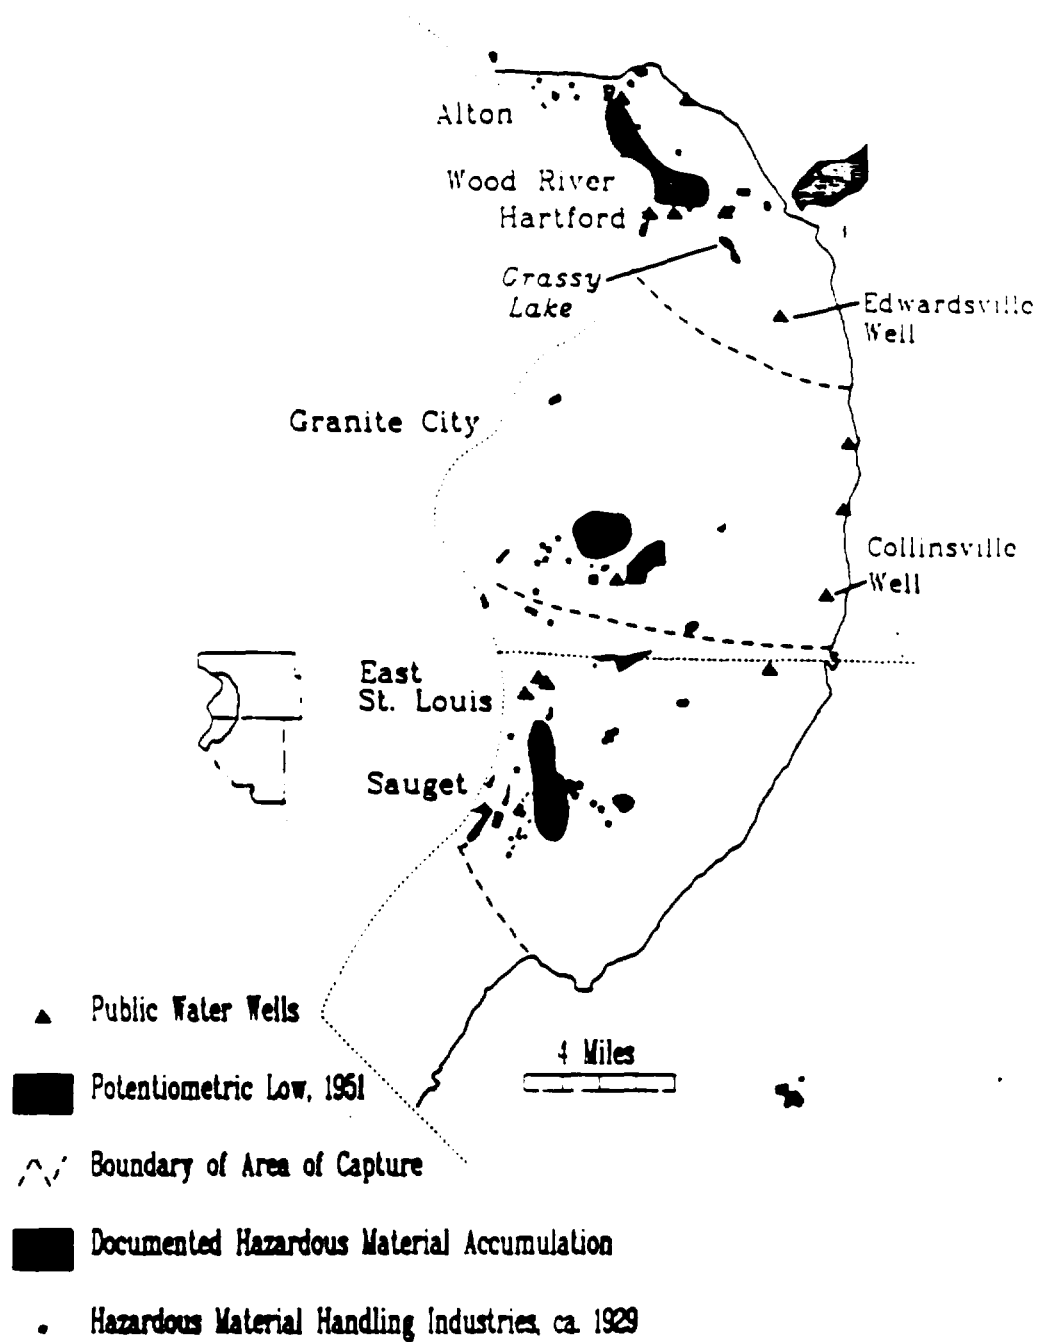 Alton
Wood River
Hartford
Grassy
Lake
Edwardsville
Well
Granite City
Collinsville
Well
East
St. Louis
Sauget
Public Water Wells
4 Miles
Potentiometric Low, 1951
Boundary of Area of Capture
Documented Hazardous Material Accumulation
Hazardous Material Handling Industries, ca. 1929